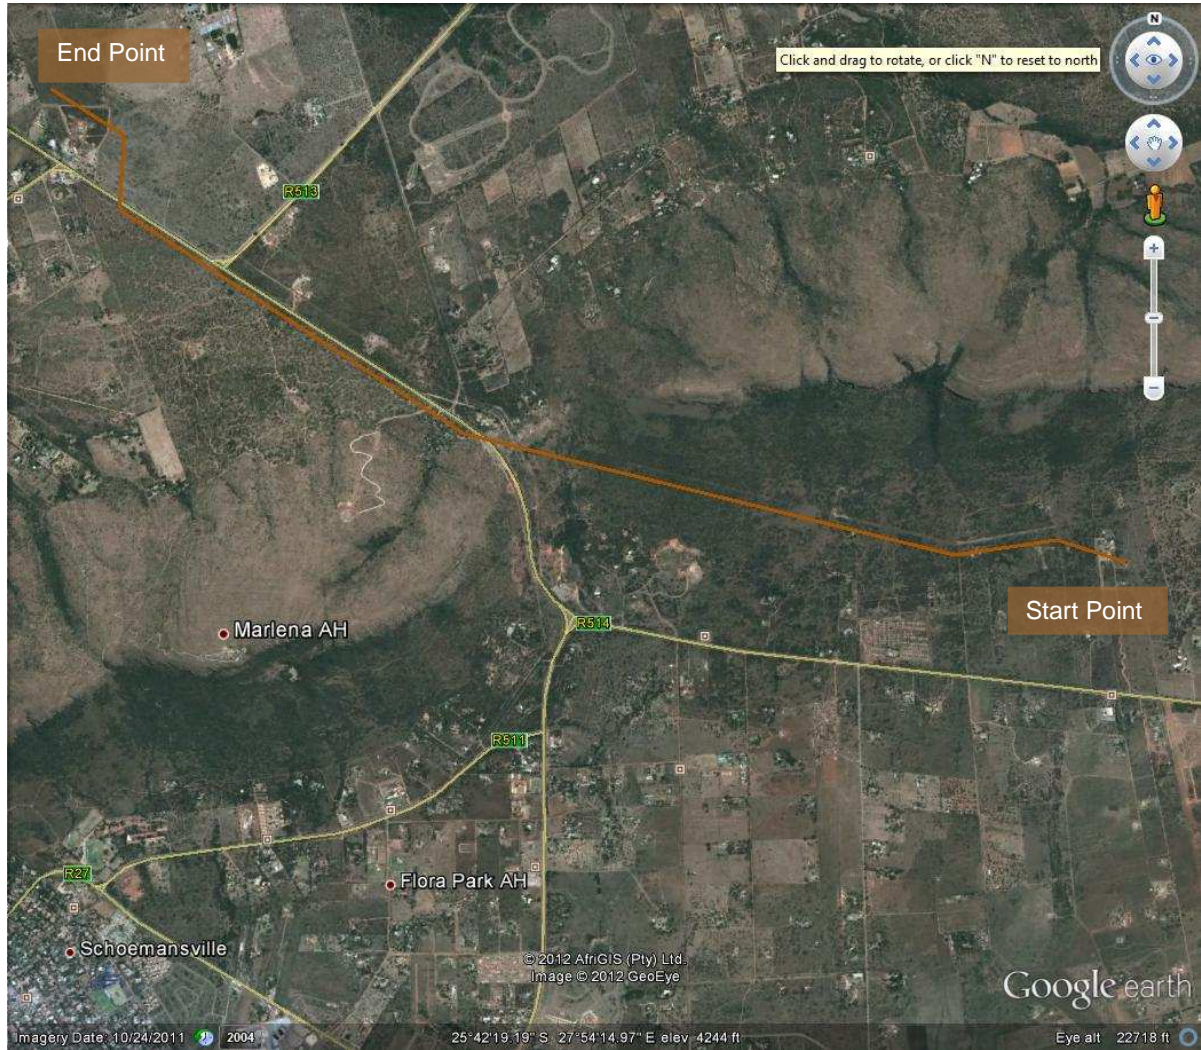 End Point
N
Click and drag to rotate, or click "N" to reset to north
R513
Start Point
Marlena AH
R514
R511
R27
Flora Park AH
Schoemansville
© 2012 AfriGIS (Pty) Ltd.
Image © 2012 GeoEye
Google earth
Imagery Date: 10/24/2011 2004 25°42'19.19" S 27°54'14.97" E elev 4244 ft Eye alt 22718 ft